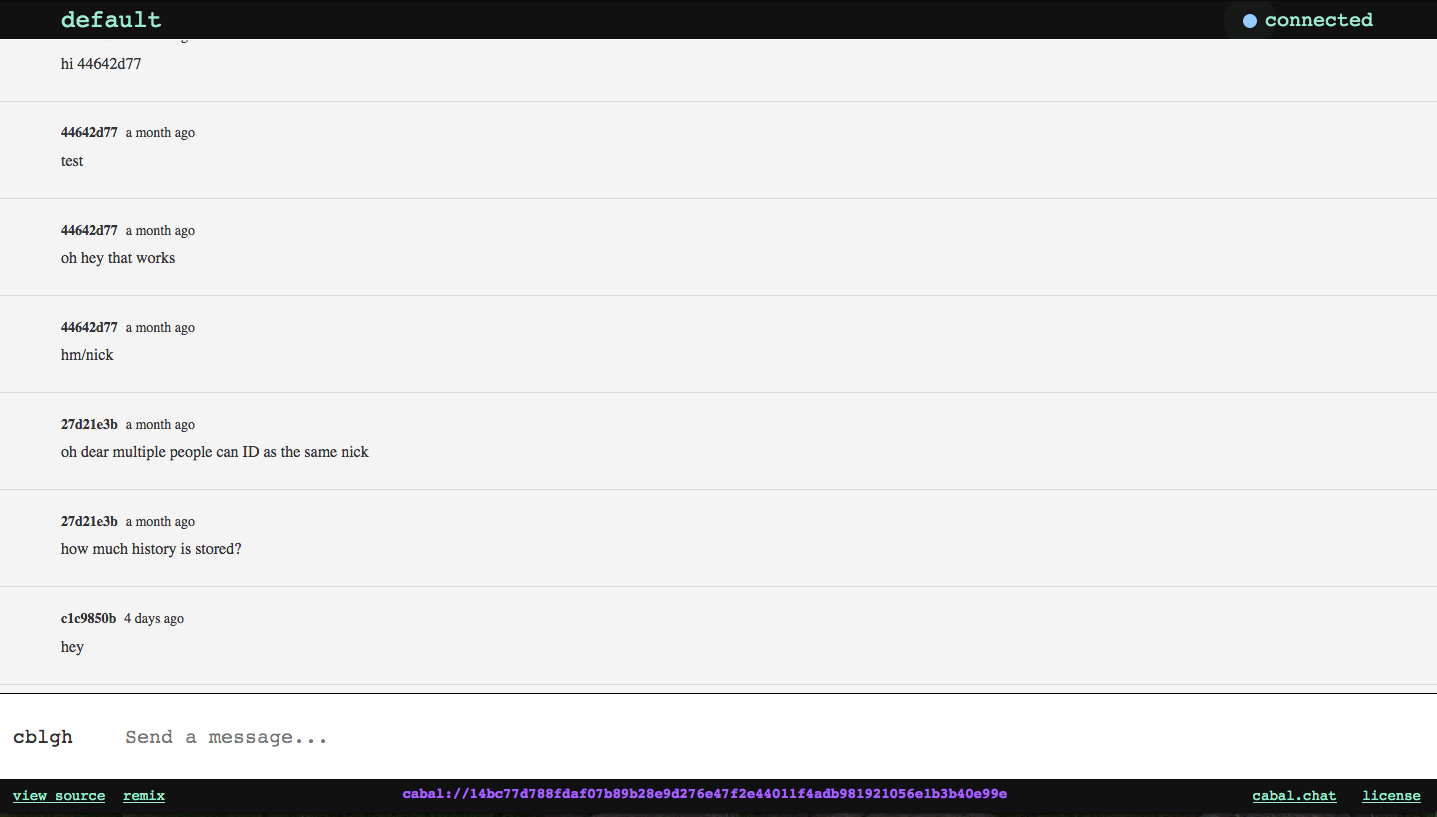 default
connected
hi 44642d77
44642d77 a month ago
test
44642d77 a month ago
oh hey that works
44642d77 a month ago
hm/nick
27d21e3b a month ago
oh dear multiple people can ID as the same nick
27d21e3b a month ago
how much history is stored?
c1c9850b 4 days ago
hey
cblgh Send a message...
view source remix
cabal://14bc77d788fdaf07b89b28e9d276e47f2e44011f4adb981921056e1b3b40e99e
cabal.chat license